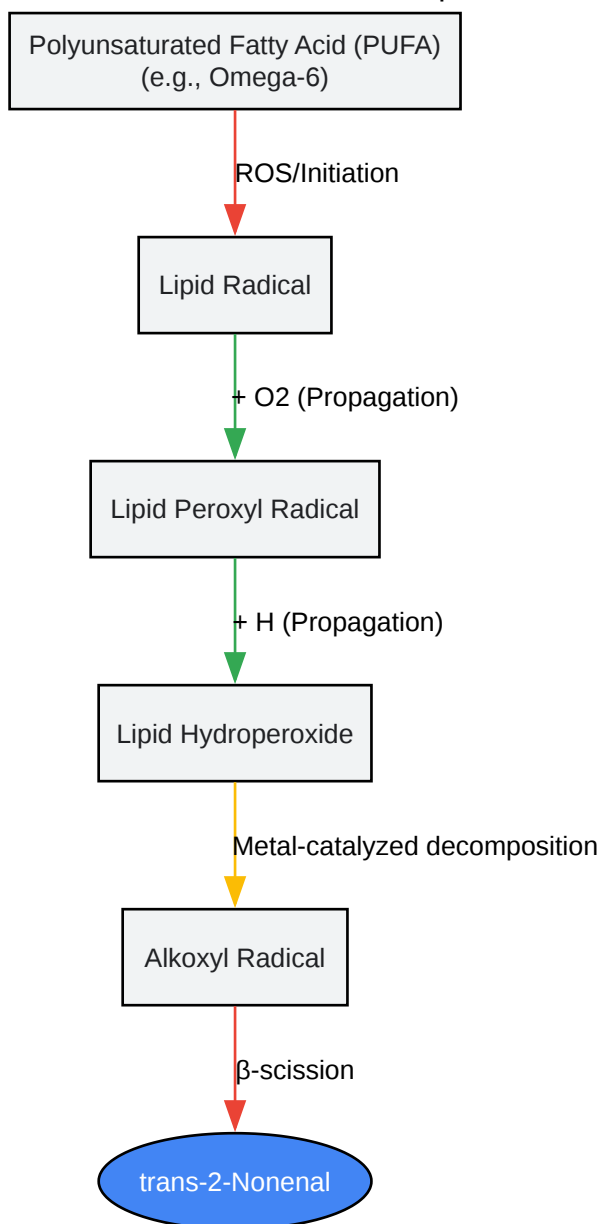 Polyunsaturated Fatty Acid (PUFA)
(e.g., Omega-6)
ROS/Initiation
Lipid Radical
+ O2 (Propagation)
Lipid Peroxyl Radical
+ H (Propagation)
Lipid Hydroperoxide
Metal-catalyzed decomposition
Alkoxyl Radical
β-scission
trans-2-Nonenal